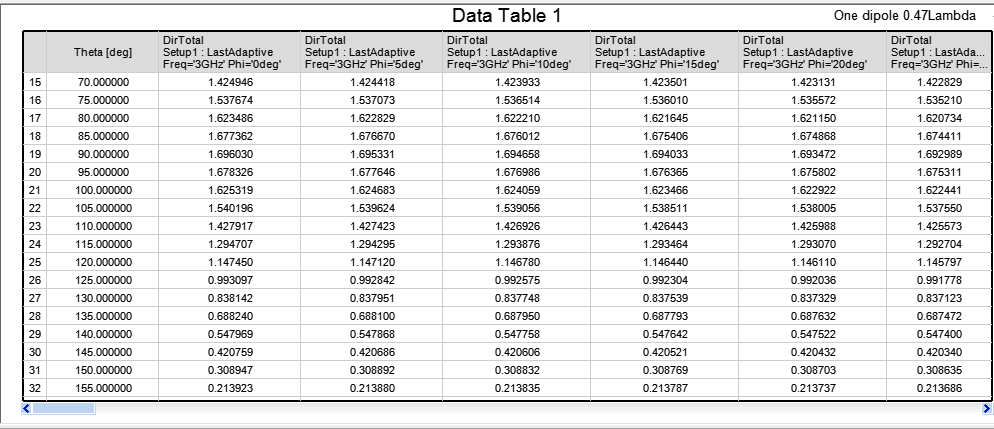 Data Table 1
One dipole 0.47Lambda
Theta [deg] DirTotal Setup1 : LastAdaptive Freq='3GHz' Phi='0deg' DirTotal Setup1 : LastAdaptive Freq='3GHz' Phi='5deg' DirTotal Setup1 : LastAdaptive Freq='3GHz' Phi='10deg' DirTotal Setup1 : LastAdaptive Freq='3GHz' Phi='15deg' DirTotal Setup1 : LastAdaptive Freq='3GHz' Phi='20deg' DirTotal Setup1 : LastAda... Freq='3GHz' Phi=...
15 70.000000 1.424946 1.424418 1.423933 1.423501 1.423131 1.422829
16 75.000000 1.537674 1.537073 1.536514 1.536010 1.535572 1.535210
17 80.000000 1.623486 1.622829 1.622210 1.621645 1.621150 1.620734
18 85.000000 1.677362 1.676670 1.676012 1.675406 1.674868 1.674411
19 90.000000 1.696030 1.695331 1.694658 1.694033 1.693472 1.692989
20 95.000000 1.678326 1.677646 1.676986 1.676365 1.675802 1.675311
21 100.000000 1.625319 1.624683 1.624059 1.623466 1.622922 1.622441
22 105.000000 1.540196 1.539624 1.539056 1.538511 1.538005 1.537550
23 110.000000 1.427917 1.427423 1.426926 1.426443 1.425988 1.425573
24 115.000000 1.294707 1.294295 1.293876 1.293464 1.293070 1.292704
25 120.000000 1.147450 1.147120 1.146780 1.146440 1.146110 1.145797
26 125.000000 0.993097 0.992842 0.992575 0.992304 0.992036 0.991778
27 130.000000 0.838142 0.837951 0.837748 0.837539 0.837329 0.837123
28 135.000000 0.688240 0.688100 0.687950 0.687793 0.687632 0.687472
29 140.000000 0.547969 0.547868 0.547758 0.547642 0.547522 0.547400
30 145.000000 0.420759 0.420686 0.420606 0.420521 0.420432 0.420340
31 150.000000 0.308947 0.308892 0.308832 0.308769 0.308703 0.308635
32 155.000000 0.213923 0.213880 0.213835 0.213787 0.213737 0.213686